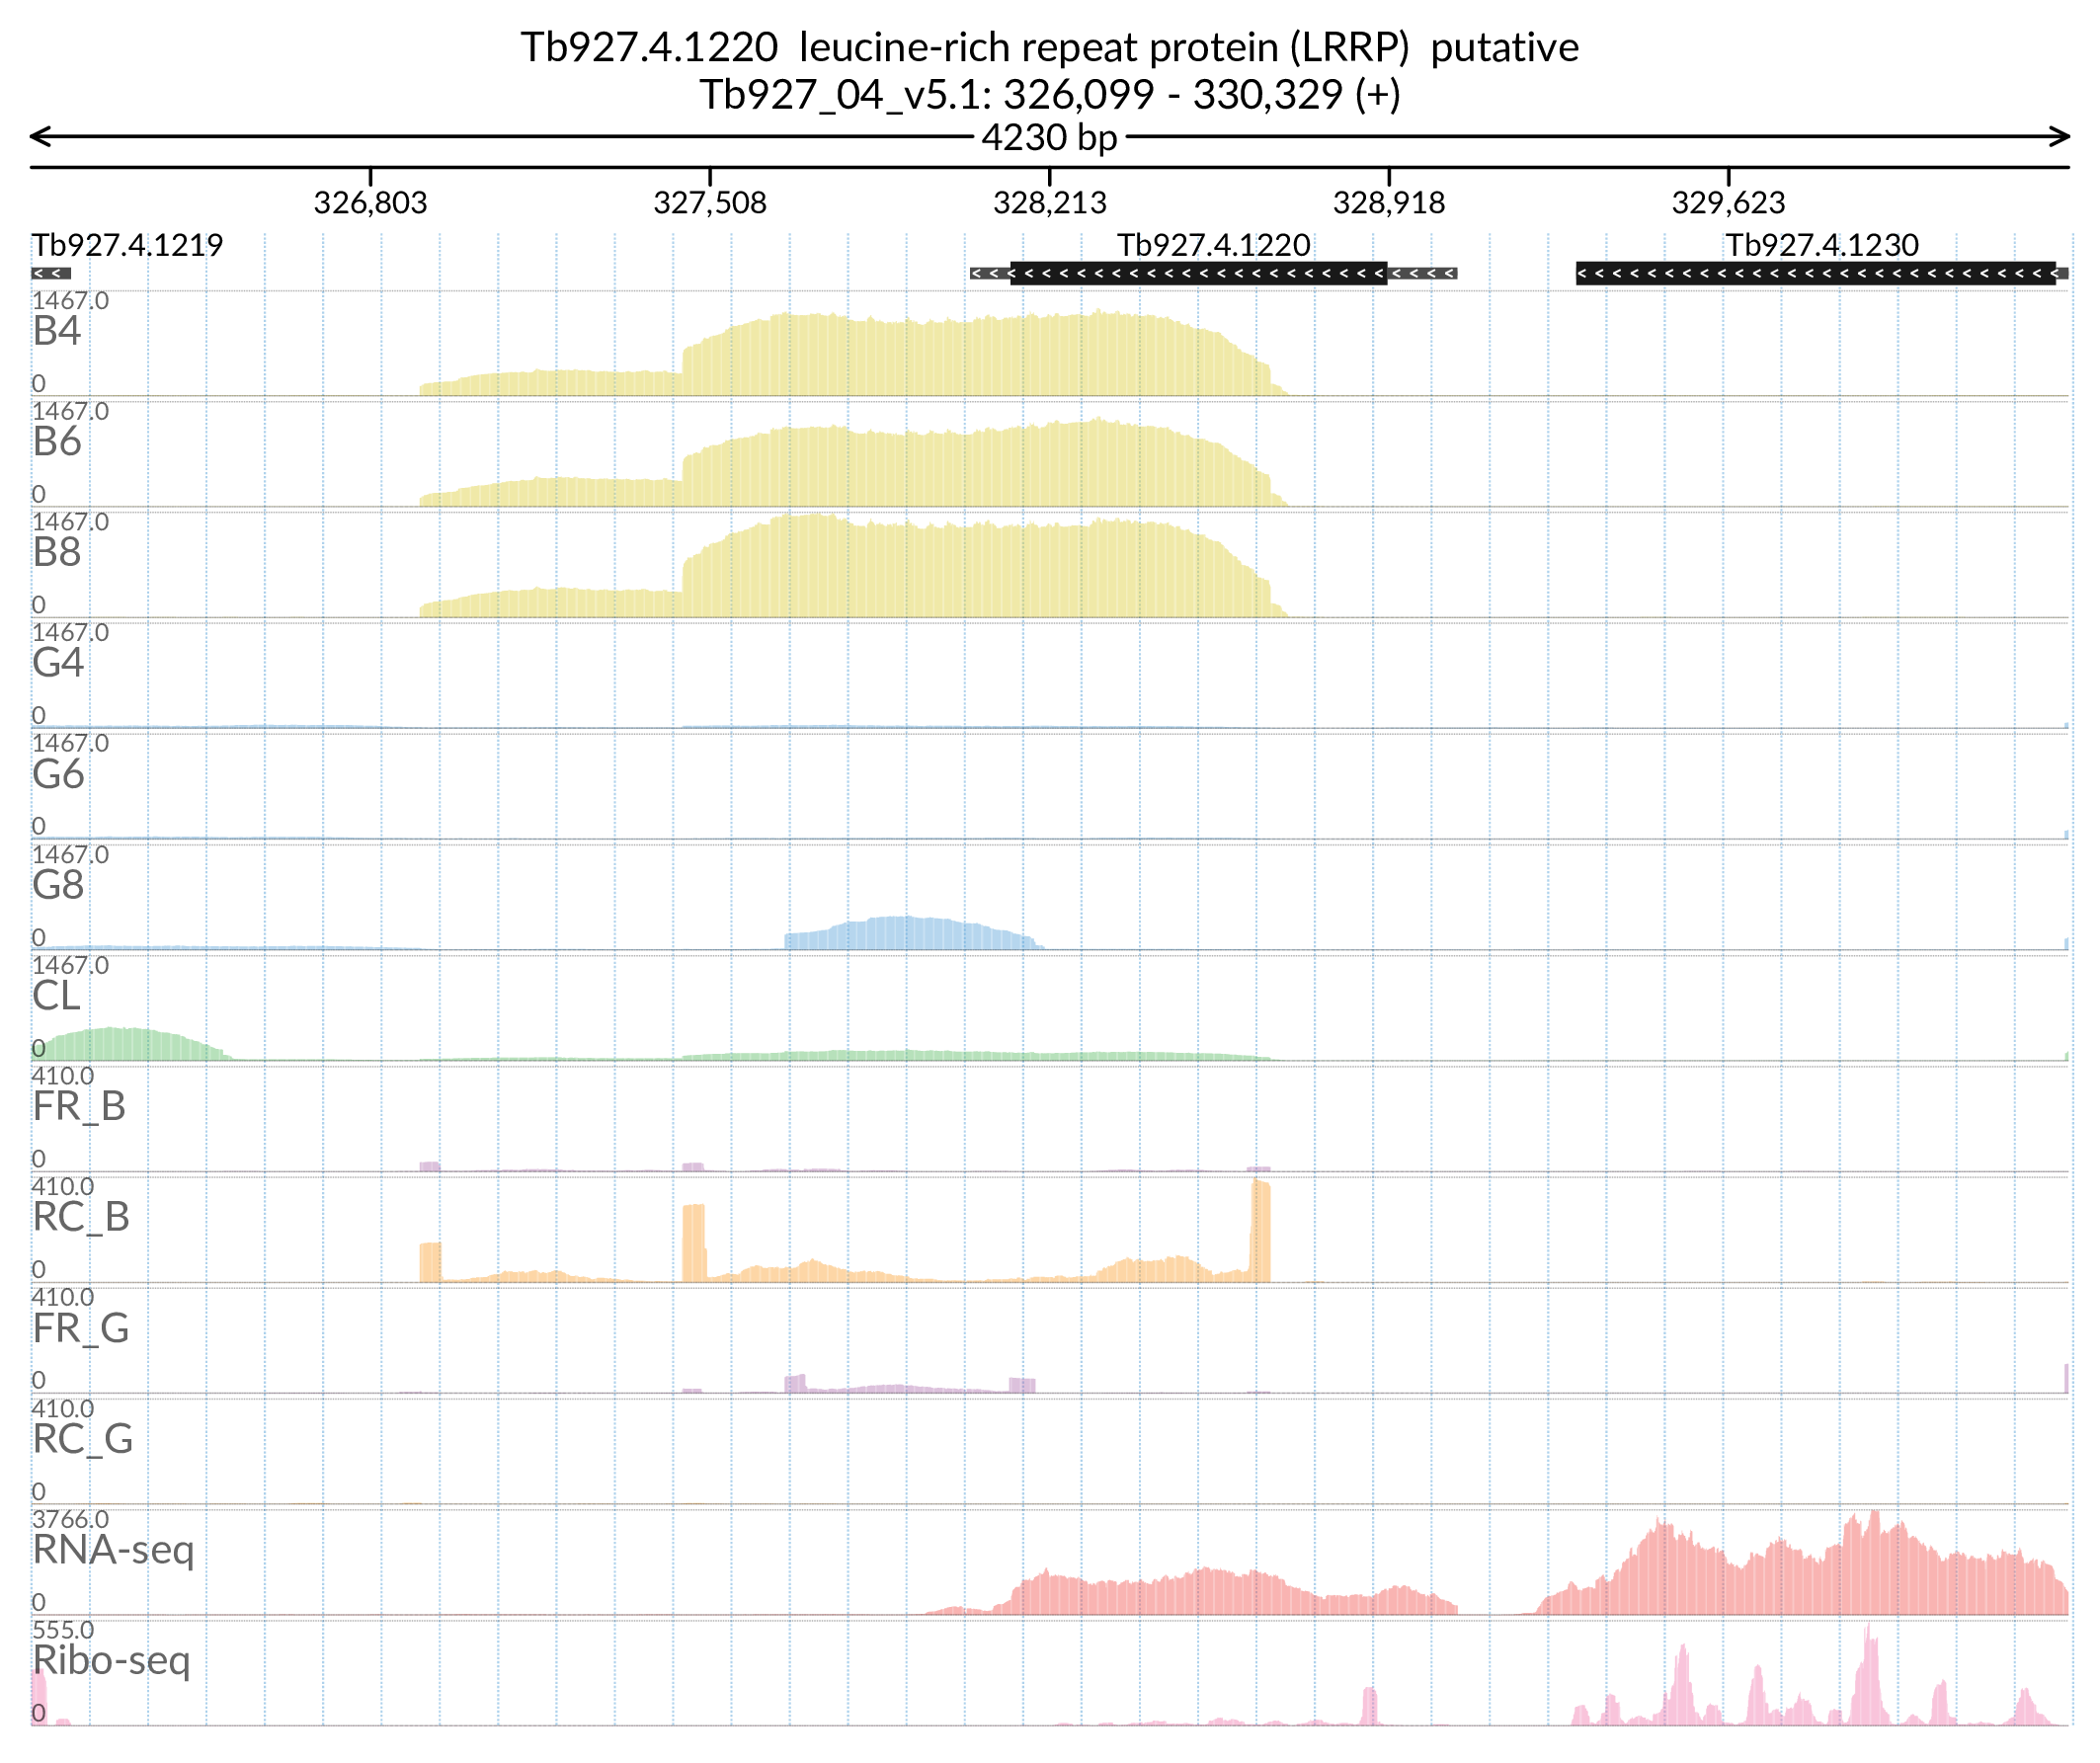 Tb927.4.1220 leucine-rich repeat protein (LRRP) putative
Tb927_04_v5.1: 326,099 - 330,329 (+)
4230 bp
326,803 327,508 328,213 328,918 329,623
Tb927.4.1219 Tb927.4.1220 Tb927.4.1230
1467.0
B4
0
1467.0
B6
0
1467.0
B8
0
1467.0
G4
0
1467.0
G6
0
1467.0
G8
0
1467.0
CL
0
410.0
FR_B
0
410.0
RC_B
0
410.0
FR_G
0
410.0
RC_G
0
3766.0
RNA-seq
0
555.0
Ribo-seq
0